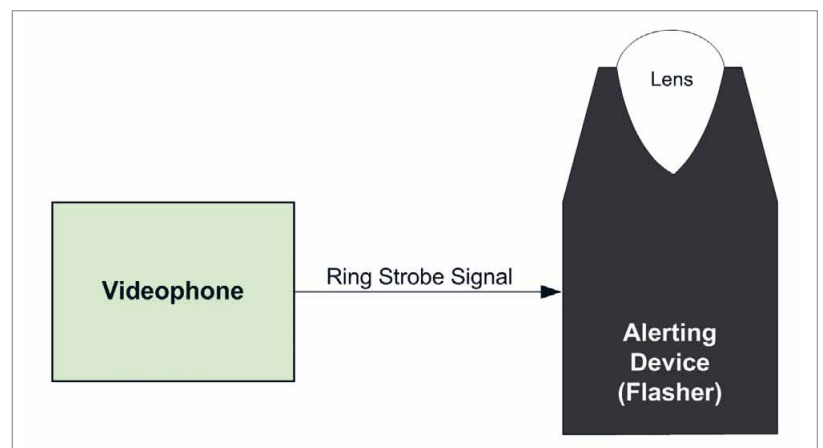 Lens
Videophone
Ring Strobe Signal
Alerting
Device
(Flasher)